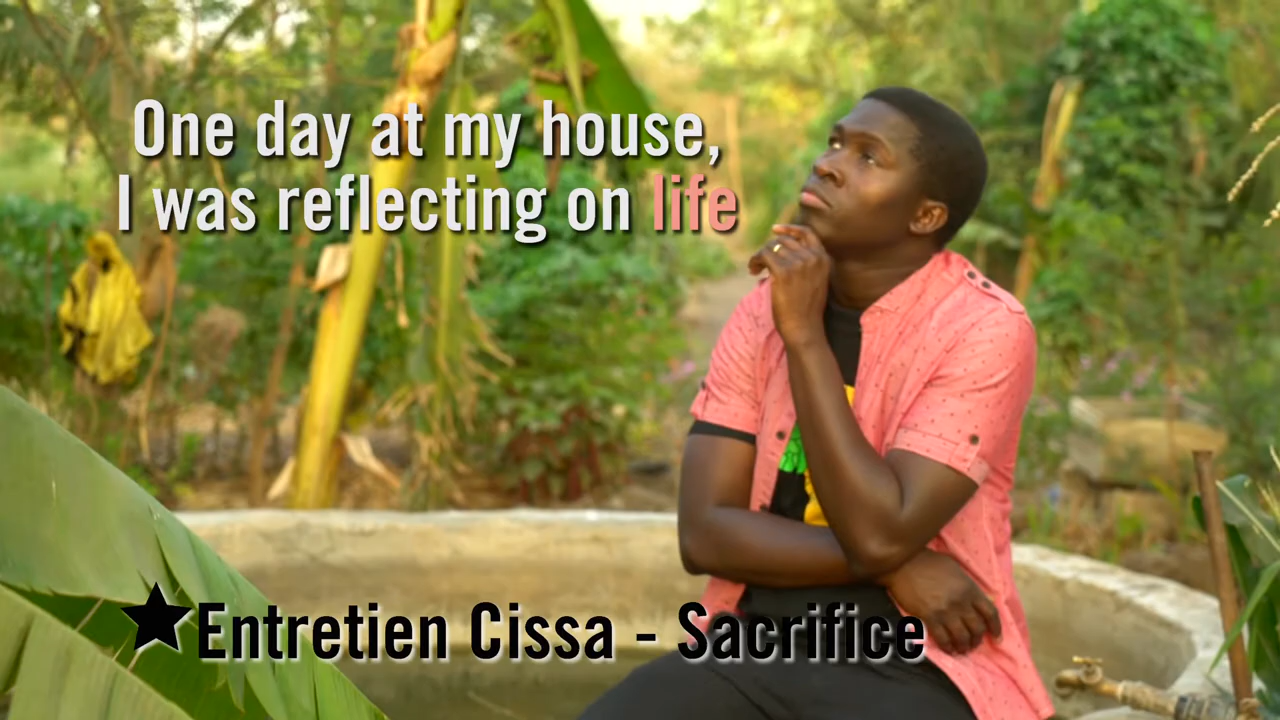 One day at my house,
I was reflecting on life
Entretien Cissa - Sacrifice